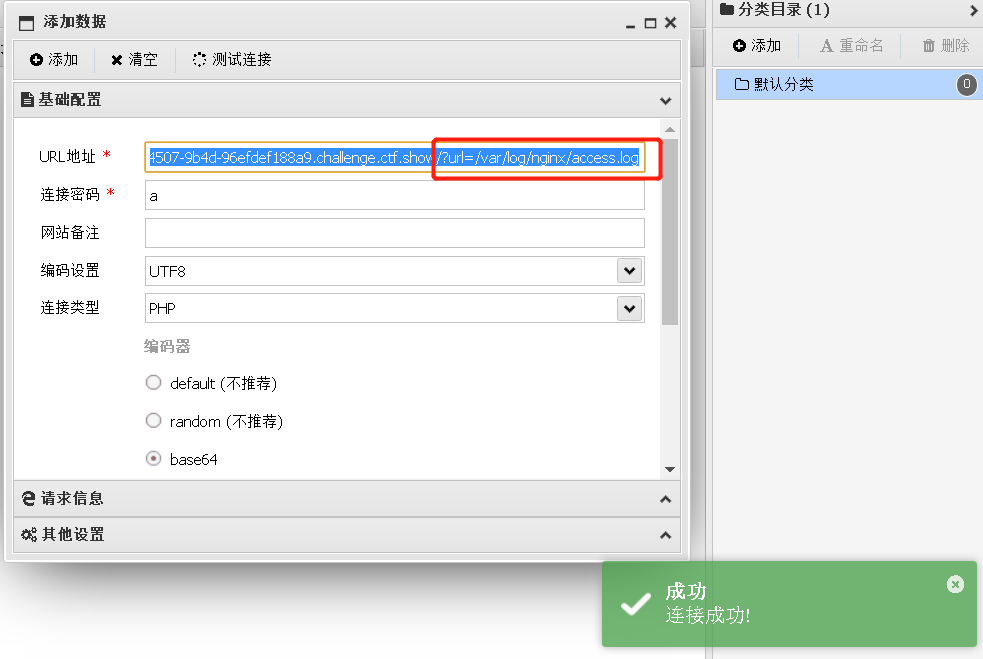 添加数据
添加 清空 测试连接
基础配置
URL地址 * 4507-9b4d-96efdef188a9.challenge.ctf.show/?url=/var/log/nginx/access.log
连接密码 * a
网站备注
编码设置 UTF8
连接类型 PHP
编码器
default (不推荐)
random (不推荐)
base64
请求信息
其他设置
分类目录 (1)
添加 重命名 删除
默认分类 0
成功
连接成功!